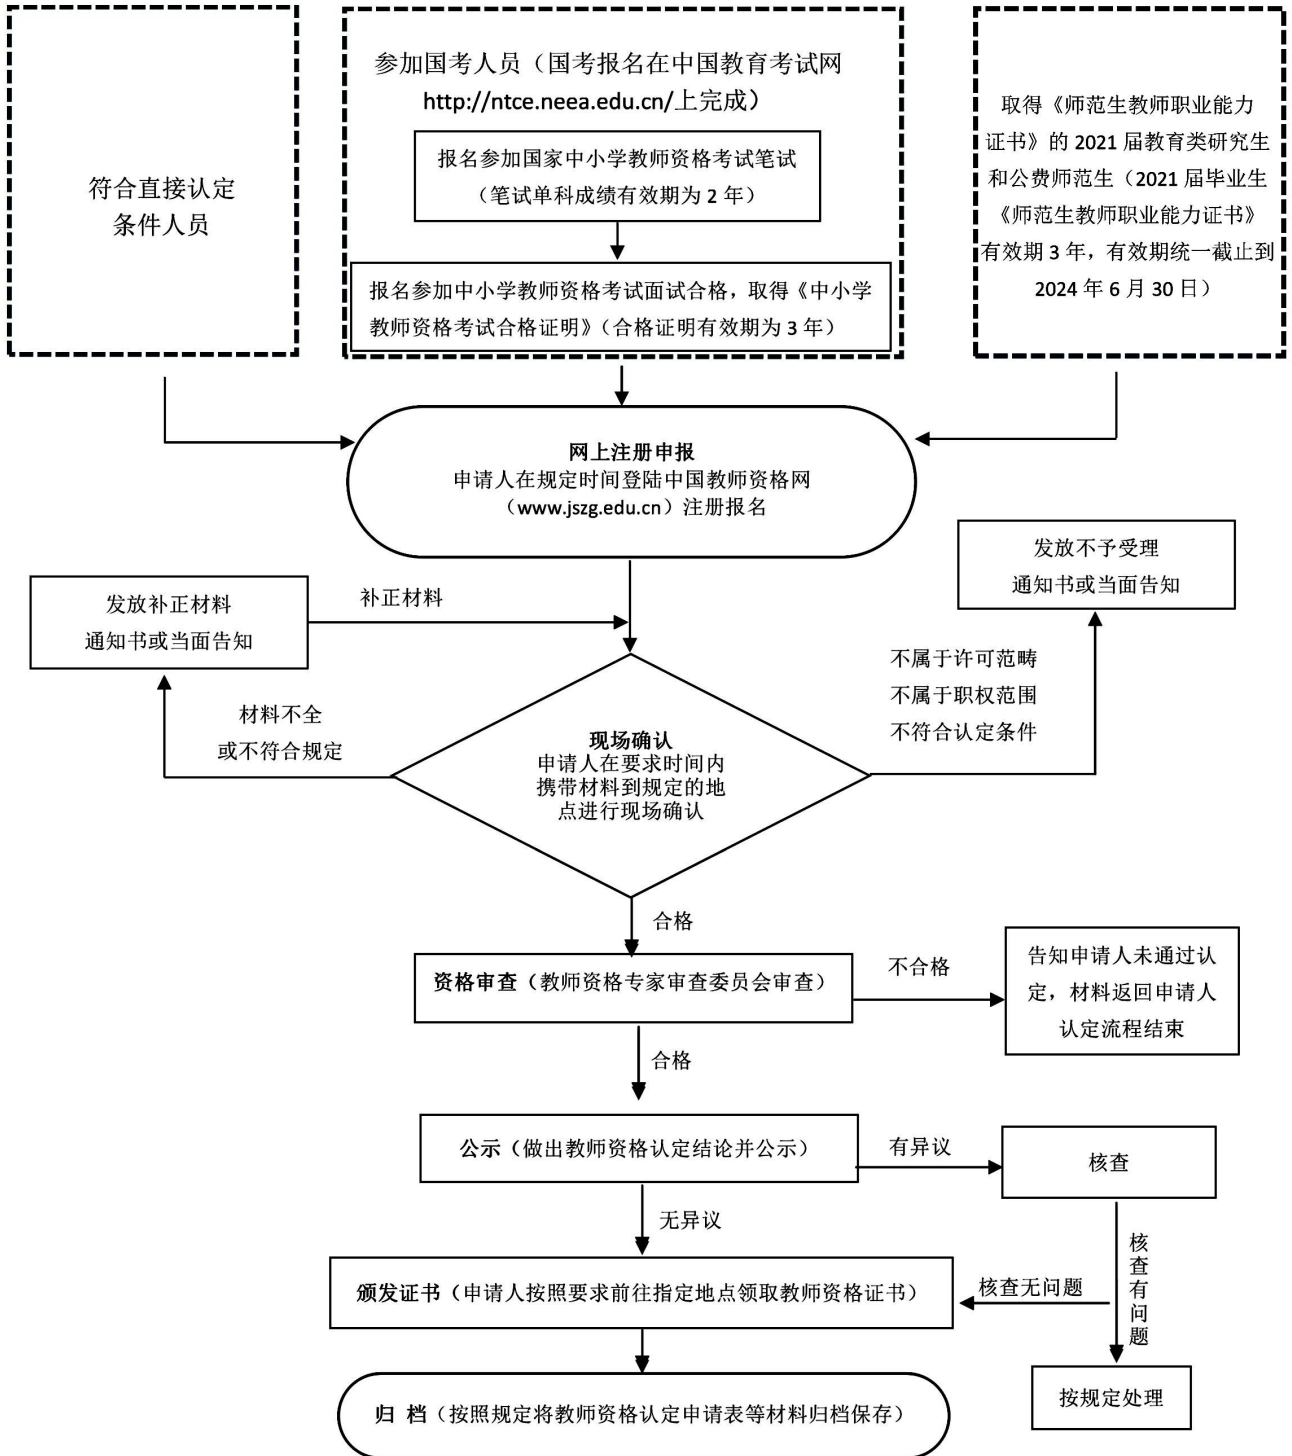 符合直接认定
条件人员
参加国考人员（国考报名在中国教育考试网
http://ntce.neea.edu.cn/上完成）
报名参加国家中小学教师资格考试笔试
（笔试单科成绩有效期为 2 年）
报名参加中小学教师资格考试面试合格，取得《中小学
教师资格考试合格证明》（合格证明有效期为 3 年）
取得《师范生教师职业能力
证书》的 2021 届教育类研究生
和公费师范生（2021 届毕业生
《师范生教师职业能力证书》
有效期 3 年，有效期统一截止到
2024 年 6 月 30 日）
网上注册申报
申请人在规定时间登陆中国教师资格网
（www.jszg.edu.cn）注册报名
发放补正材料
通知书或当面告知
补正材料
发放不予受理
通知书或当面告知
材料不全
或不符合规定
不属于许可范畴
不属于职权范围
不符合认定条件
现场确认
申请人在要求时间内
携带材料到规定的地
点进行现场确认
合格
资格审查（教师资格专家审查委员会审查）
不合格
告知申请人未通过认
定，材料返回申请人
认定流程结束
合格
公示（做出教师资格认定结论并公示）
有异议
核查
无异议
颁发证书（申请人按照要求前往指定地点领取教师资格证书）
核查无问题
核查有问题
按规定处理
归 档（按照规定将教师资格认定申请表等材料归档保存）